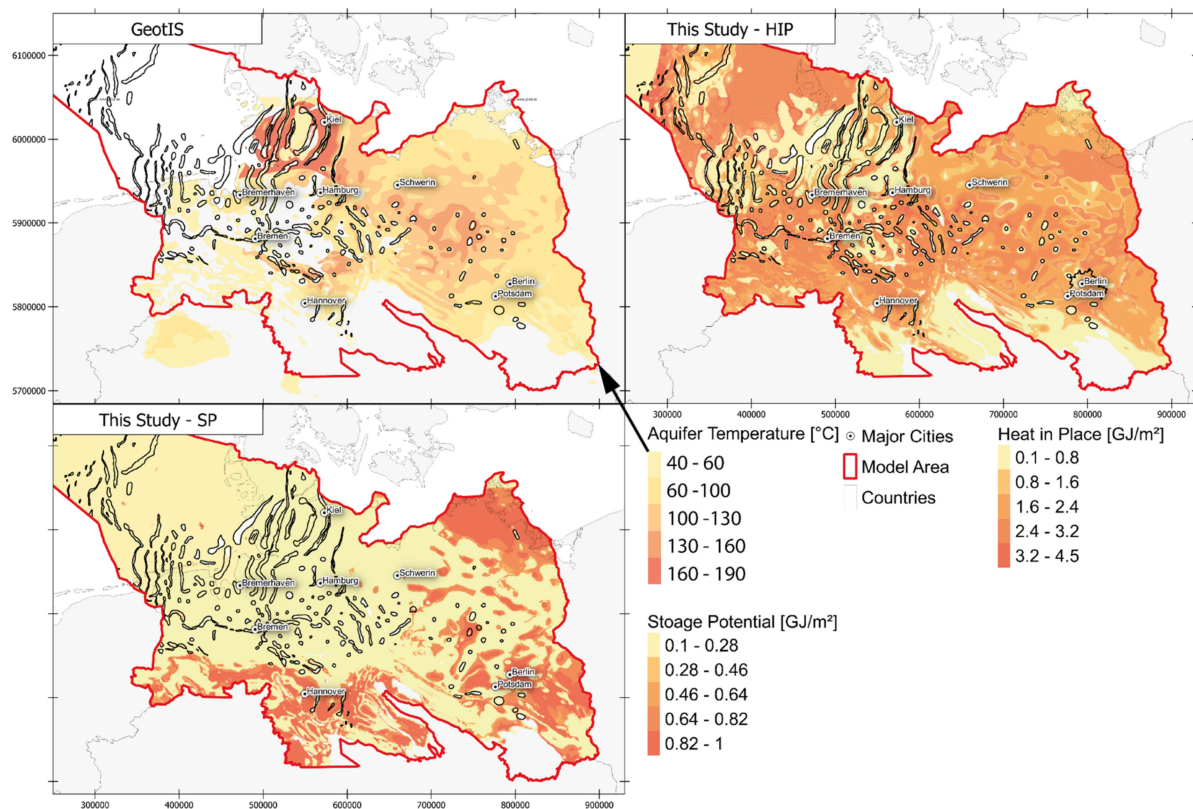 GeotIS
This Study - HIP
6100000
6000000
5900000
5800000
5700000
Kiel
Bremerhaven
Hamburg
Schwerin
Bremen
Berlin
Potsdam
Hannover
Kiel
Bremerhaven
Hamburg
Schwerin
Bremen
Berlin
Potsdam
Hannover
300000 400000 500000 600000 700000 800000 900000
This Study - SP
Kiel
Bremerhaven
Hamburg
Schwerin
Bremen
Berlin
Potsdam
Hannover
300000 400000 500000 600000 700000 800000 900000
Aquifer Temperature [°C]
40 - 60
60 -100
100 -130
130 - 160
160 - 190
Major Cities
Model Area
Countries
Heat in Place [GJ/m²]
0.1 - 0.8
0.8 - 1.6
1.6 - 2.4
2.4 - 3.2
3.2 - 4.5
Stoage Potential [GJ/m²]
0.1 - 0.28
0.28 - 0.46
0.46 - 0.64
0.64 - 0.82
0.82 - 1